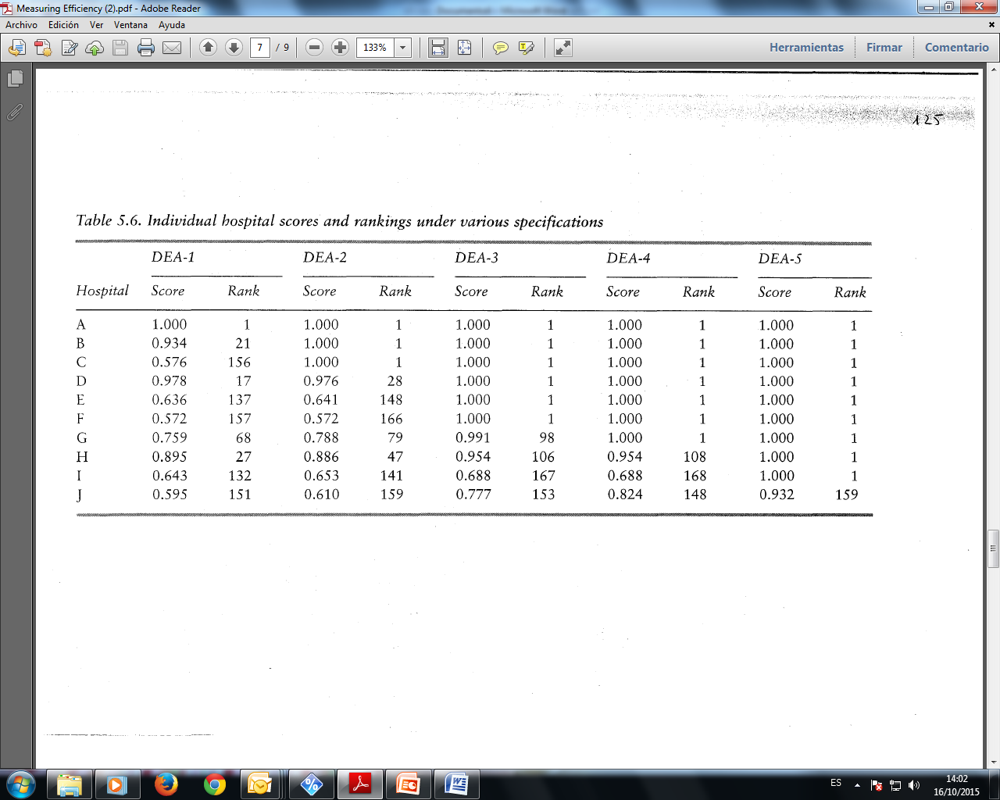 Measuring Efficiency (2).pdf - Adobe Reader
Archivo Edición Ver Ventana Ayuda
7 / 9 133% Herramientas Firmar Comentario
125
Table 5.6. Individual hospital scores and rankings under various specifications
DEA-1 DEA-2 DEA-3 DEA-4 DEA-5
Hospital Score Rank Score Rank Score Rank Score Rank Score Rank
A 1.000 1 1.000 1 1.000 1 1.000 1 1.000 1
B 0.934 21 1.000 1 1.000 1 1.000 1 1.000 1
C 0.576 156 1.000 1 1.000 1 1.000 1 1.000 1
D 0.978 17 0.976 28 1.000 1 1.000 1 1.000 1
E 0.636 137 0.641 148 1.000 1 1.000 1 1.000 1
F 0.572 157 0.572 166 1.000 1 1.000 1 1.000 1
G 0.759 68 0.788 79 0.991 98 1.000 1 1.000 1
H 0.895 27 0.886 47 0.954 106 0.954 108 1.000 1
I 0.643 132 0.653 141 0.688 167 0.688 168 1.000 1
J 0.595 151 0.610 159 0.777 153 0.824 148 0.932 159
ES 14:02
16/10/2015